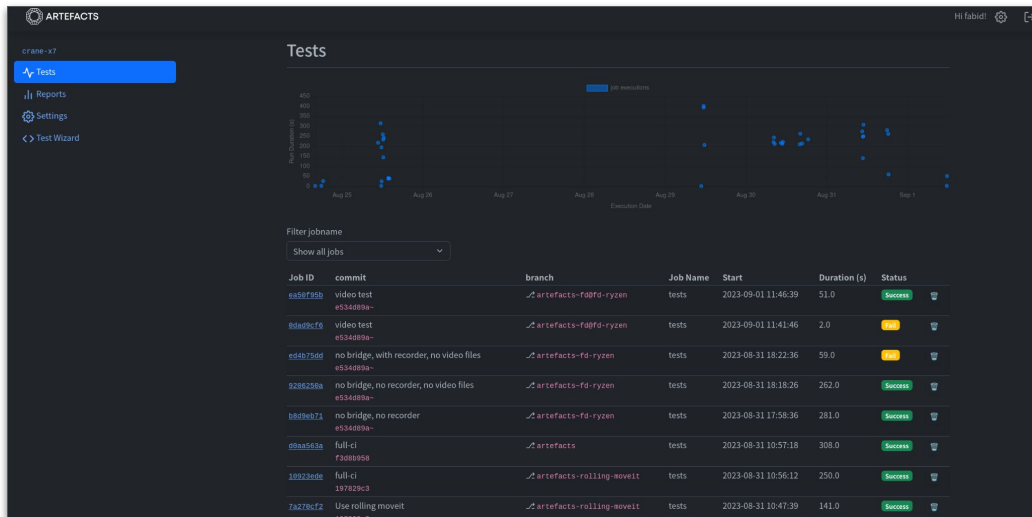 ARTEFACTS
Hi fabid!
crane-x7
Tests
Reports
Settings
Test Wizard
Tests
job executions
Run Duration (s)
450
400
350
300
250
200
150
100
50
0
Aug 25 Aug 26 Aug 27 Aug 28 Aug 29 Aug 30 Aug 31 Sep 1
Execution Date
Filter jobname
Show all jobs
Job ID commit branch Job Name Start Duration (s) Status
ea50f95b video test artefacts~fd@fd-ryzen tests 2023-09-01 11:46:39 51.0 Success
e534d89a~
0dad9cf6 video test artefacts~fd@fd-ryzen tests 2023-09-01 11:41:46 2.0 Fail
e534d89a~
ed4b75dd no bridge, with recorder, no video files artefacts~fd-ryzen tests 2023-08-31 18:22:36 59.0 Fail
e534d89a~
9206250a no bridge, no recorder, no video files artefacts~fd-ryzen tests 2023-08-31 18:18:26 262.0 Success
e534d89a~
b8d9eb71 no bridge, no recorder artefacts~fd-ryzen tests 2023-08-31 17:58:36 281.0 Success
e534d89a~
d0aa563a full-ci artefacts tests 2023-08-31 10:57:18 308.0 Success
f3d8b958
10923ede full-ci artefacts-rolling-moveit tests 2023-08-31 10:56:12 250.0 Success
197829c3
7a270cf2 Use rolling moveit artefacts-rolling-moveit tests 2023-08-31 10:47:39 141.0 Success